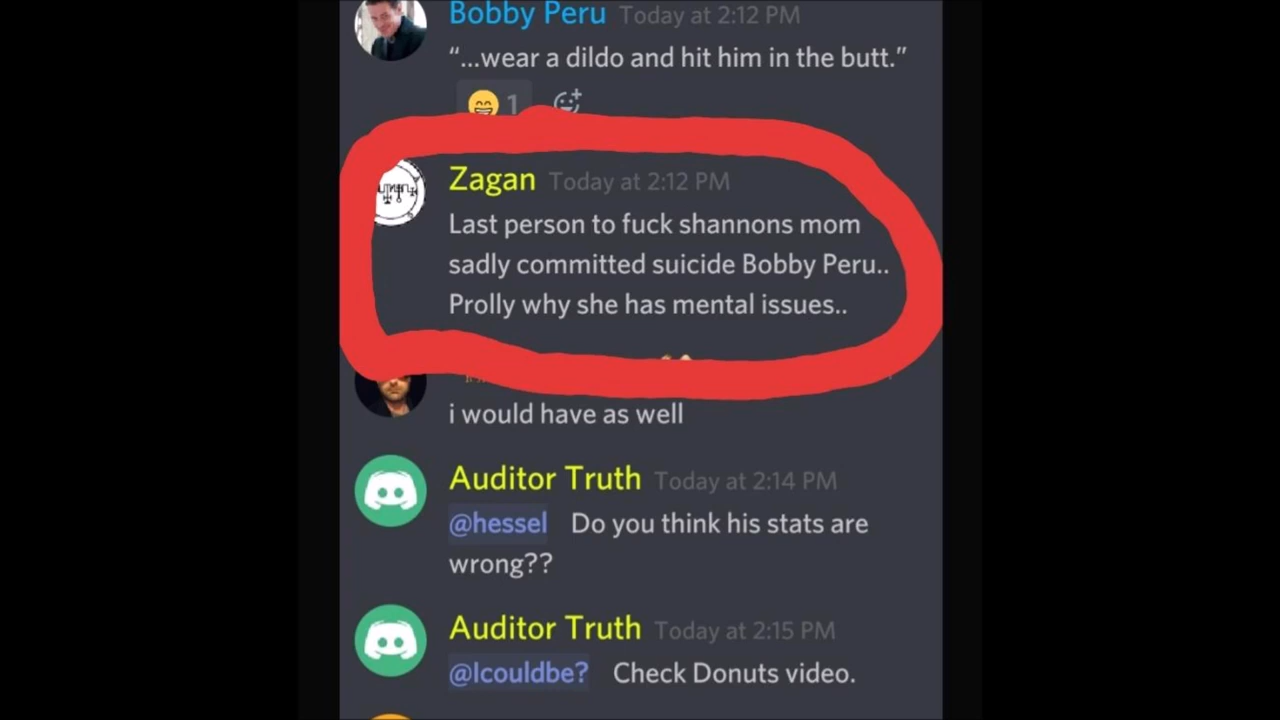 Bobby Peru Today at 2:12 PM
“...wear a dildo and hit him in the butt.”
1
Zagan Today at 2:12 PM
Last person to fuck shannons mom
sadly committed suicide Bobby Peru..
Prolly why she has mental issues..
i would have as well
Auditor Truth Today at 2:14 PM
@hessel Do you think his stats are
wrong??
Auditor Truth Today at 2:15 PM
@Icouldbe? Check Donuts video.